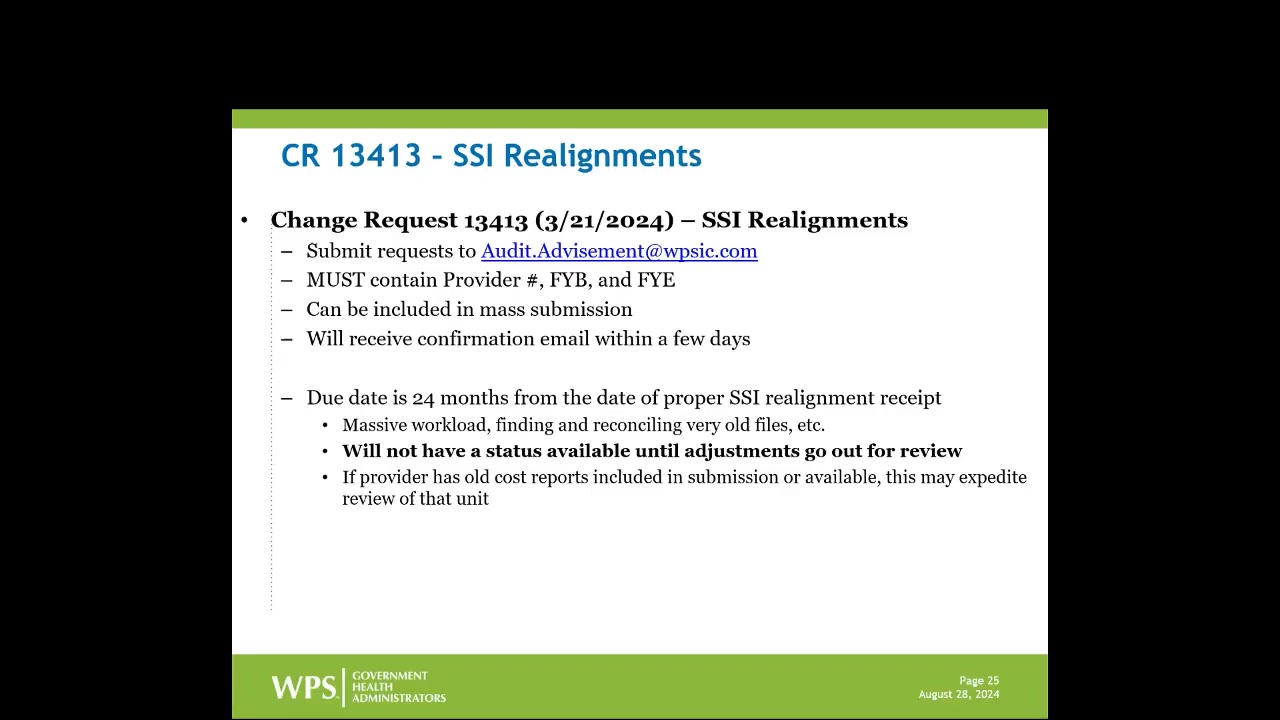 CR 13413 - SSI Realignments
• Change Request 13413 (3/21/2024) – SSI Realignments
– Submit requests to Audit.Advisement@wpsic.com
– MUST contain Provider #, FYB, and FYE
– Can be included in mass submission
– Will receive confirmation email within a few days
– Due date is 24 months from the date of proper SSI realignment receipt
• Massive workload, finding and reconciling very old files, etc.
• Will not have a status available until adjustments go out for review
• If provider has old cost reports included in submission or available, this may expedite
review of that unit
WPS
GOVERNMENT
HEALTH
ADMINISTRATORS
Page 25
August 28, 2024